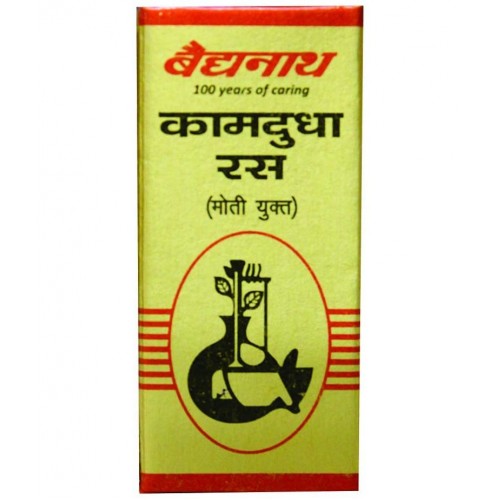 बैद्यनाथ
100 years of caring
कामदुधा
रस
(मोती युक्त)